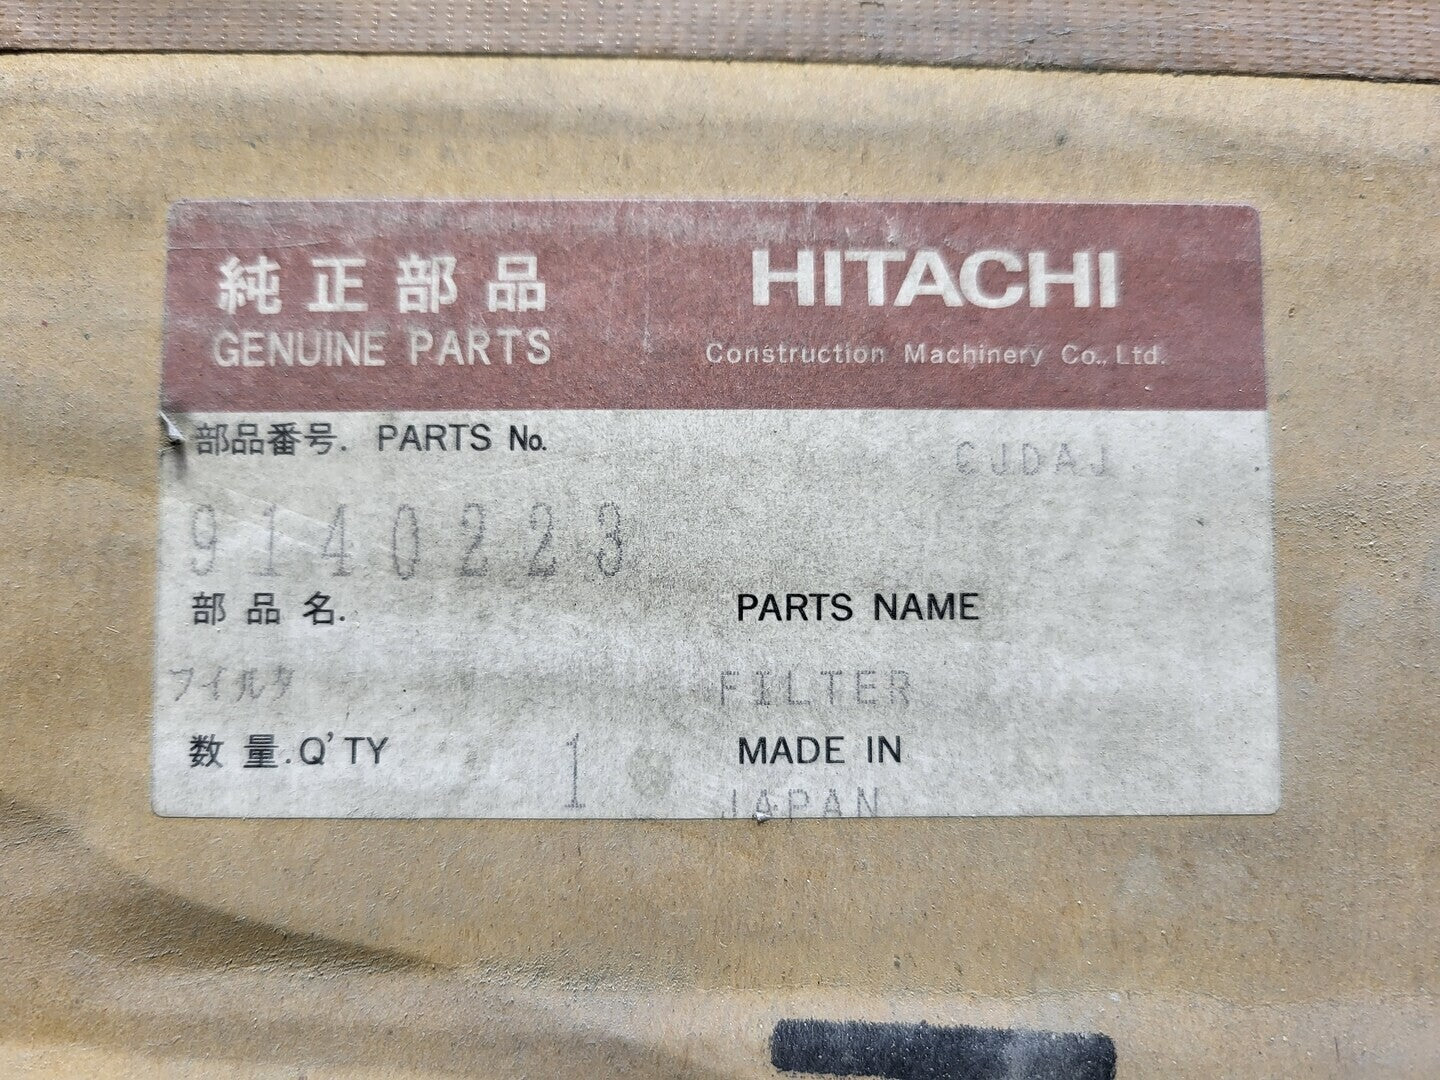 純正部品
GENUINE PARTS
HITACHI
Construction Machinery Co., Ltd.
部品番号. PARTS No.
CJDAJ
9140223
部品名.
PARTS NAME
フイルタ
FILTER
数量.Q'TY
1
MADE IN
JAPAN